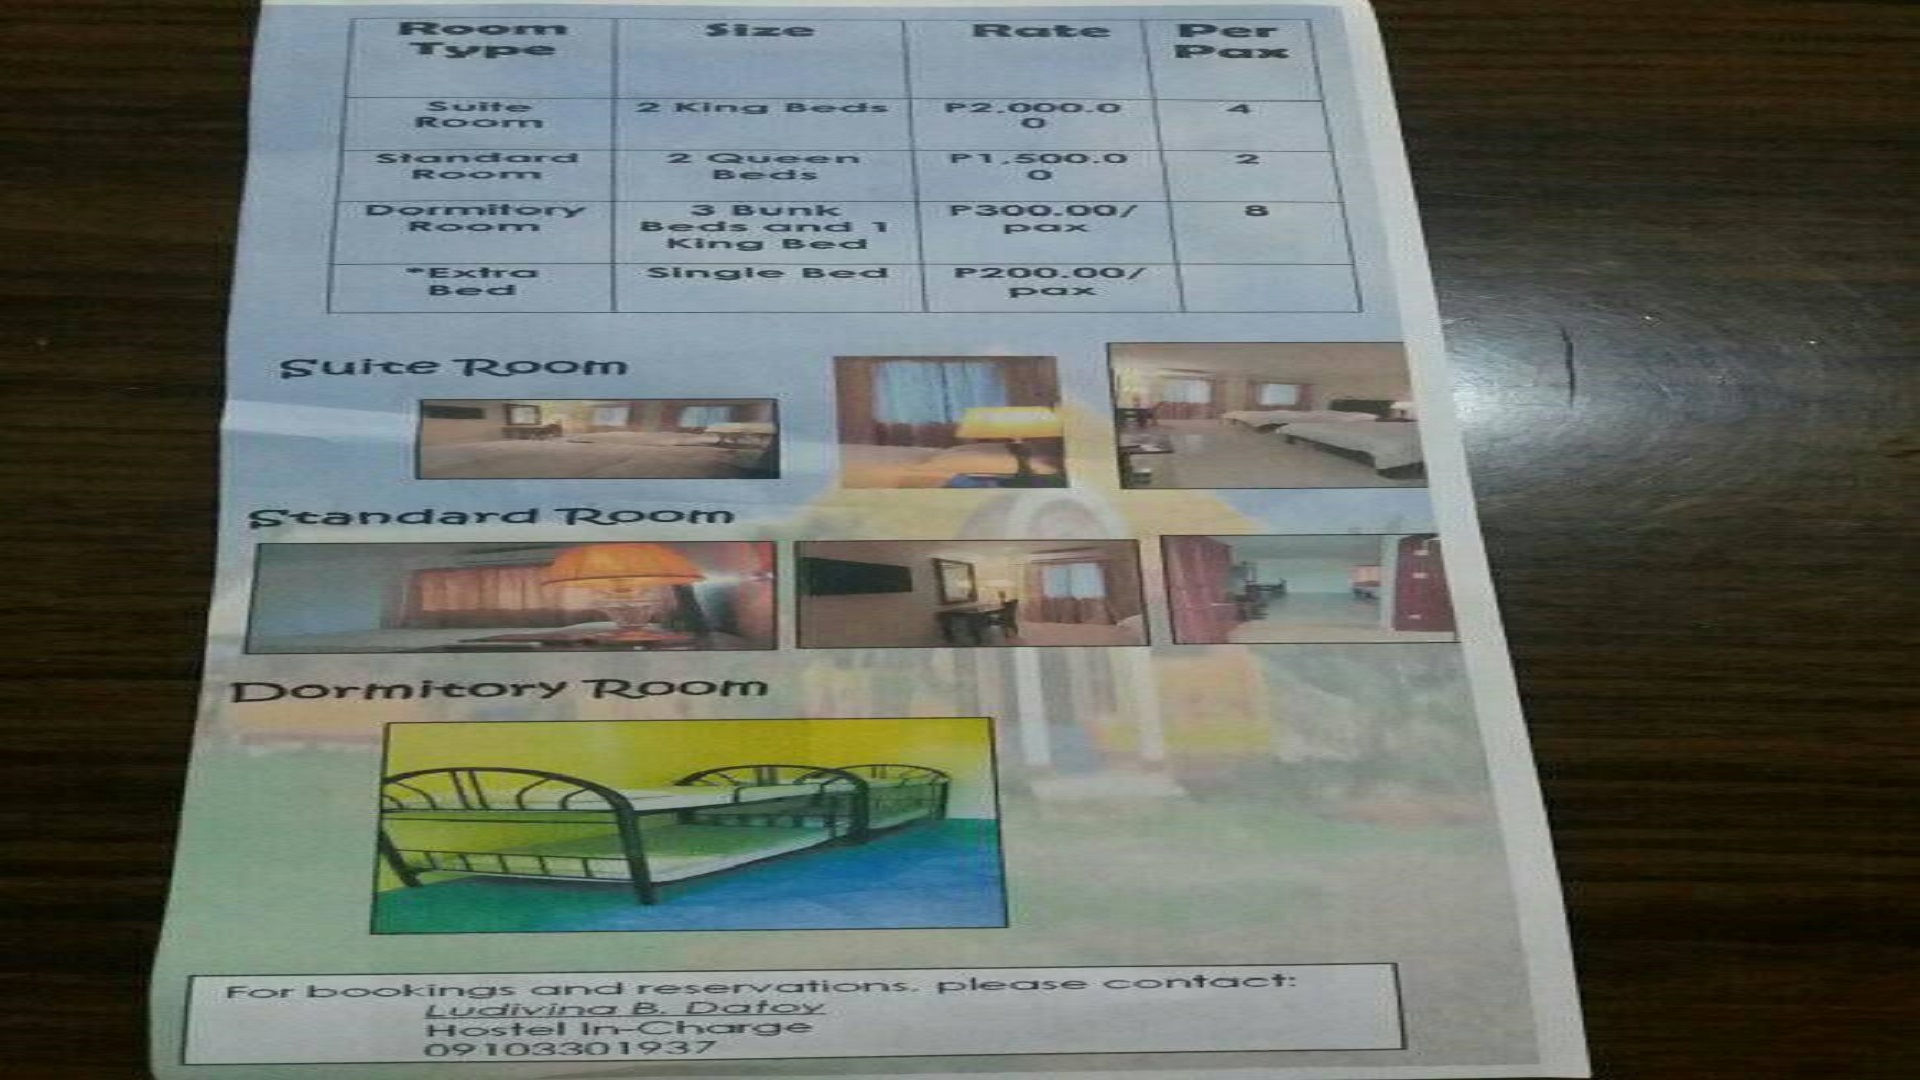 Room Type Size Rate Per Pax
Suite Room 2 King Beds P2,000.00 4
Standard Room 2 Queen Beds P1,500.00 2
Dormitory Room 3 Bunk Beds and 1 King Bed P300.00/pax 8
*Extra Bed Single Bed P200.00/pax
Suite Room
Standard Room
Dormitory Room
For bookings and reservations, please contact:
Ludivina B. Dafoy
Hostel In-Charge
09103301937